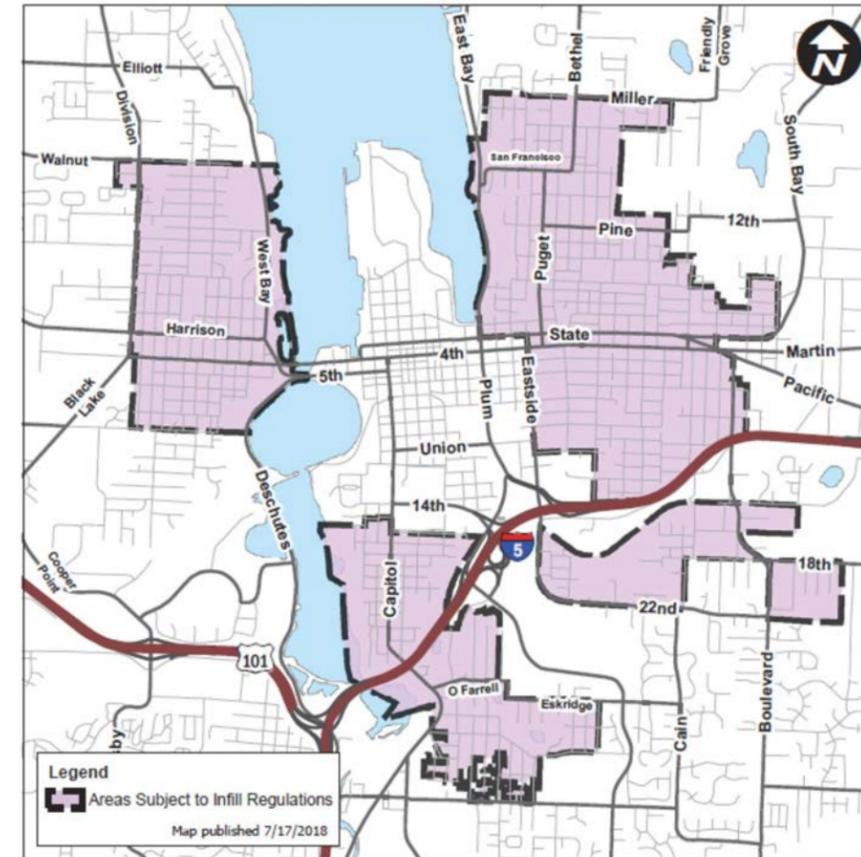 N
Elliott
Division
East Bay
Bethel
Friendly
Grove
Miller
South Bay
Walnut
San Francisco
12th
Pine
Puget
West Bay
Harrison
State
4th
Martin
5th
Pacific
Black
Lake
Plum
Eastside
Union
Deschutes
14th
5
Cooper
Point
Capitol
18th
22nd
101
O Farrell
Eskridge
Cain
Boulevard
sby
Legend
Areas Subject to Infill Regulations
Map published 7/17/2018